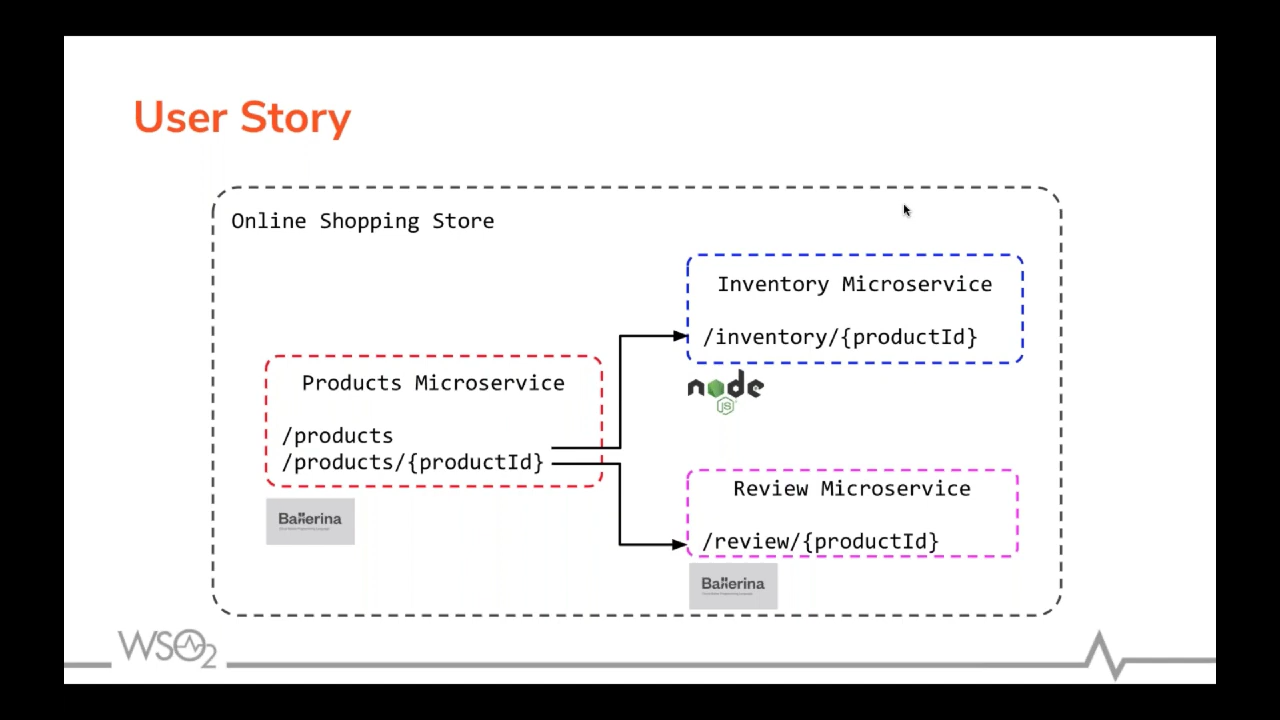 User Story
Online Shopping Store
Inventory Microservice
/inventory/{productId}
node
JS
Products Microservice
/products
/products/{productId}
Ballerina
Review Microservice
/review/{productId}
Ballerina
WSO2